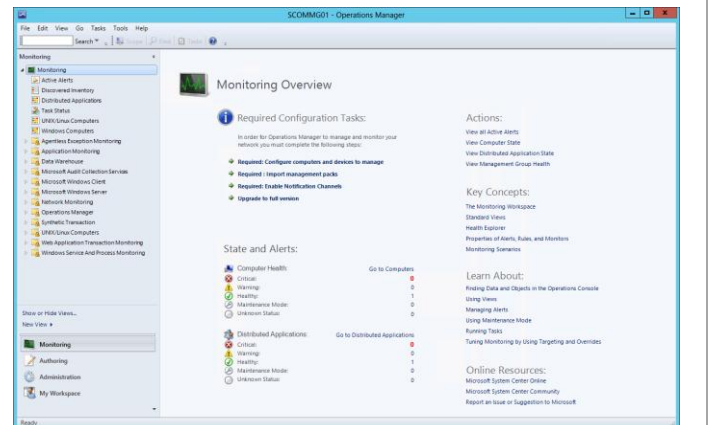 SCOMMG01 - Operations Manager
File Edit View Go Tasks Tools Help
Search Scope Find Tasks
Monitoring
Monitoring
Active Alerts
Discovered Inventory
Distributed Applications
Task Status
UNIX/Linux Computers
Windows Computers
Agentless Exception Monitoring
Application Monitoring
Data Warehouse
Microsoft Audit Collection Services
Microsoft Windows Client
Microsoft Windows Server
Network Monitoring
Operations Manager
Synthetic Transaction
UNIX/Linux Computers
Web Application Transaction Monitoring
Windows Service And Process Monitoring
Show or Hide Views...
New View
Monitoring
Authoring
Administration
My Workspace
Ready
Monitoring Overview
Required Configuration Tasks:
In order for Operations Manager to manage and monitor your
network you must complete the following steps:
Required: Configure computers and devices to manage
Required : Import management packs
Required: Enable Notification Channels
Upgrade to full version
State and Alerts:
Computer Health: Go to Computers
Critical: 0
Warning: 0
Healthy: 1
Maintenance Mode: 0
Unknown Status: 0
Distributed Applications: Go to Distributed Applications
Critical: 0
Warning: 0
Healthy: 1
Maintenance Mode: 0
Unknown Status: 0
Actions:
View all Active Alerts
View Computer State
View Distributed Application State
View Management Group Health
Key Concepts:
The Monitoring Workspace
Standard Views
Health Explorer
Properties of Alerts, Rules, and Monitors
Monitoring Scenarios
Learn About:
Finding Data and Objects in the Operations Console
Using Views
Managing Alerts
Using Maintenance Mode
Running Tasks
Tuning Monitoring by Using Targeting and Overrides
Online Resources:
Microsoft System Center Online
Microsoft System Center Community
Report an Issue or Suggestion to Microsoft